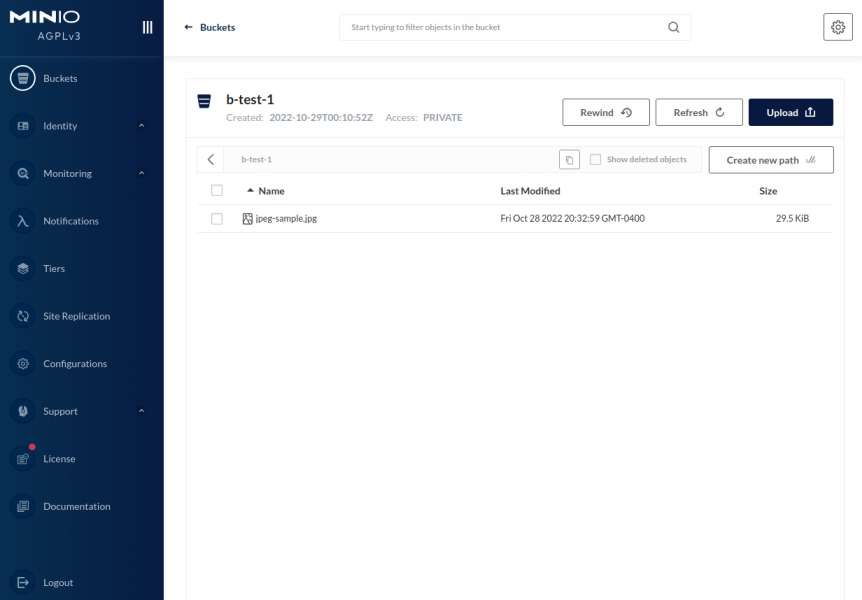 MINIO
AGPLv3
Buckets
Identity
Monitoring
Notifications
Tiers
Site Replication
Configurations
Support
License
Documentation
Logout
← Buckets
Start typing to filter objects in the bucket
b-test-1
Created: 2022-10-29T00:10:52Z Access: PRIVATE
Rewind
Refresh
Upload
b-test-1
Show deleted objects
Create new path
Name Last Modified Size
jpeg-sample.jpg Fri Oct 28 2022 20:32:59 GMT-0400 29.5 KiB